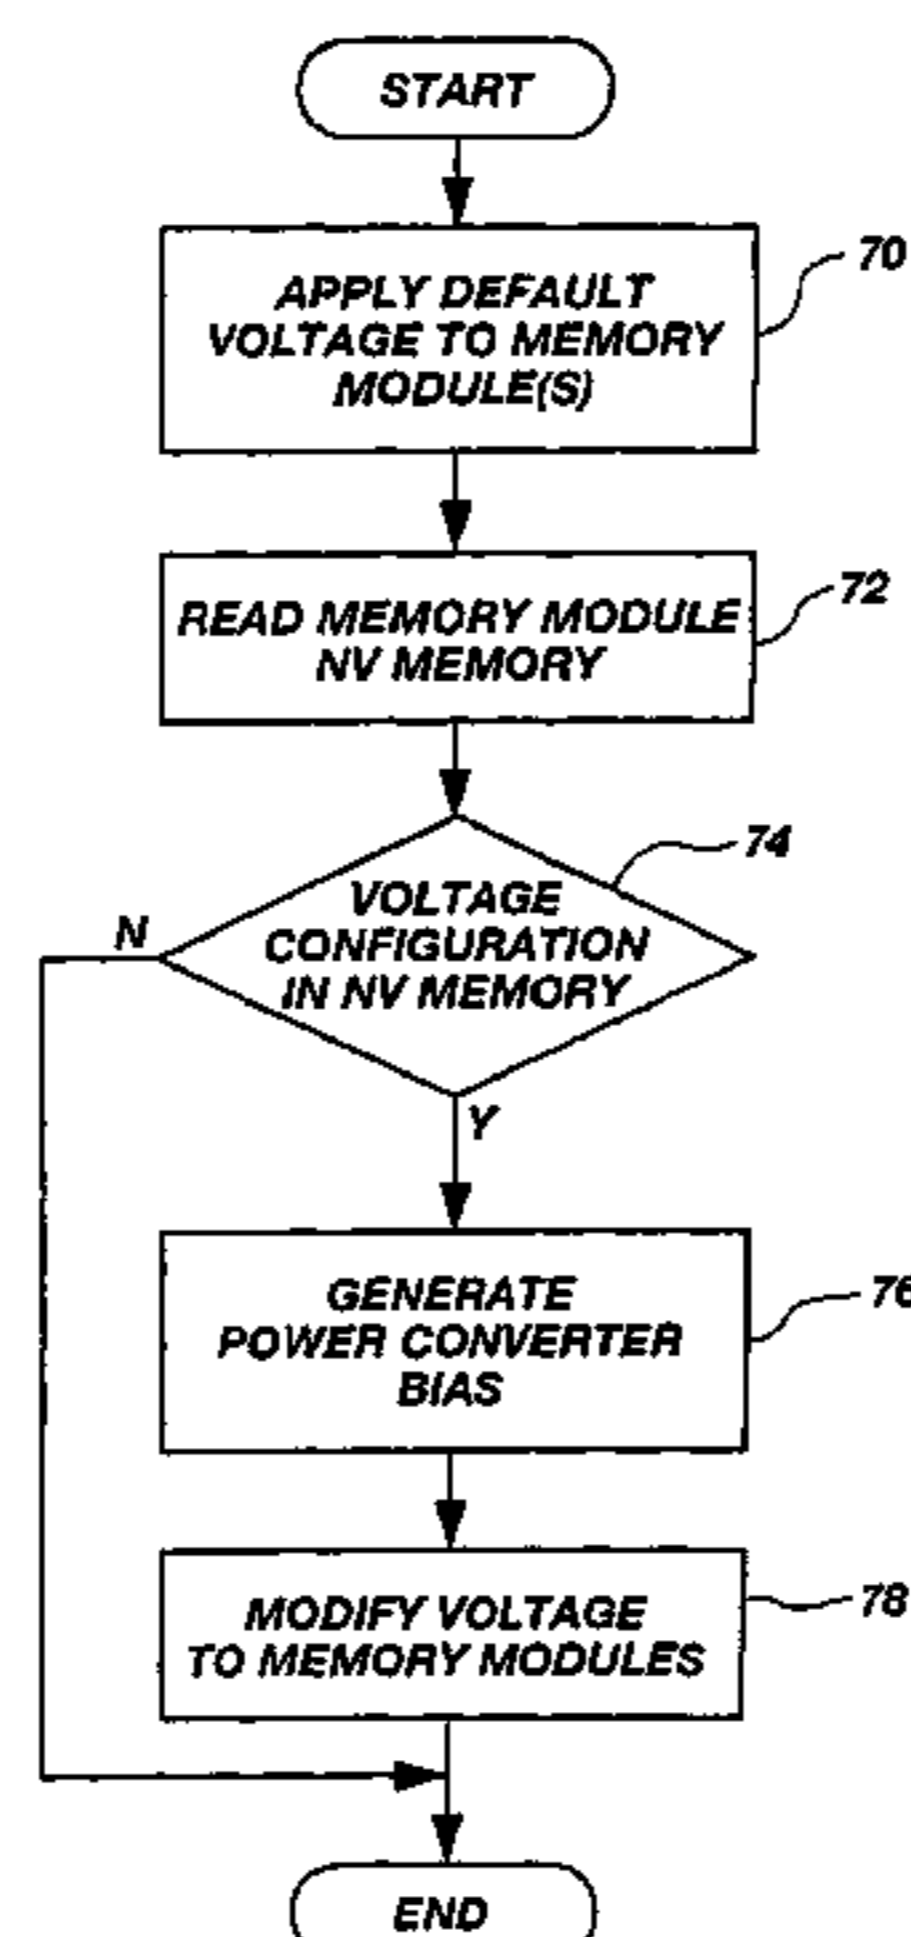 START
APPLY DEFAULT
VOLTAGE TO MEMORY
MODULE(S)
70
READ MEMORY MODULE
NV MEMORY
72
74
VOLTAGE
CONFIGURATION
IN NV MEMORY
N
Y
GENERATE
POWER CONVERTER
BIAS
76
MODIFY VOLTAGE
TO MEMORY MODULES
78
END